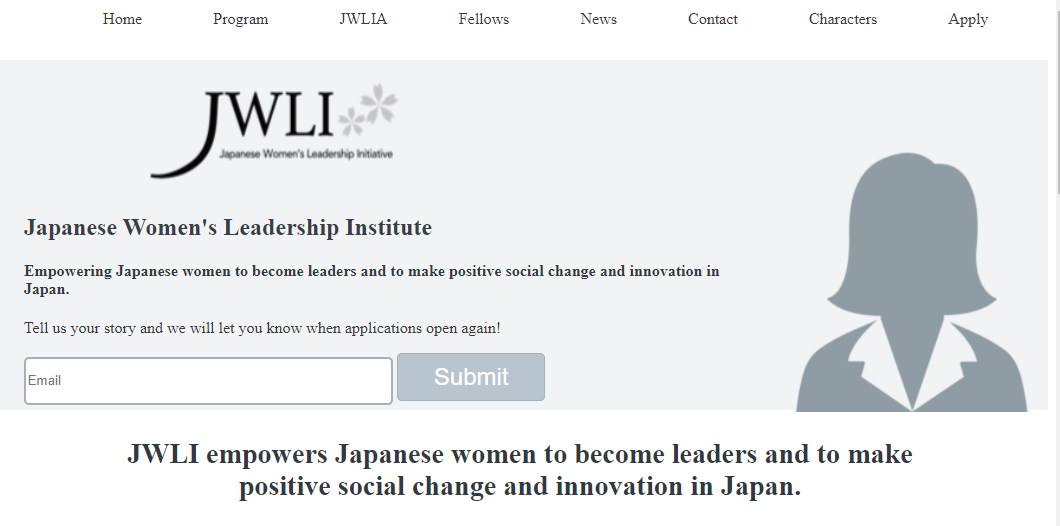 Home Program JWLIA Fellows News Contact Characters Apply
JWLI
Japanese Women's Leadership Initiative
Japanese Women's Leadership Institute
Empowering Japanese women to become leaders and to make positive social change and innovation in
Japan.
Tell us your story and we will let you know when applications open again!
Email Submit
JWLI empowers Japanese women to become leaders and to make
positive social change and innovation in Japan.